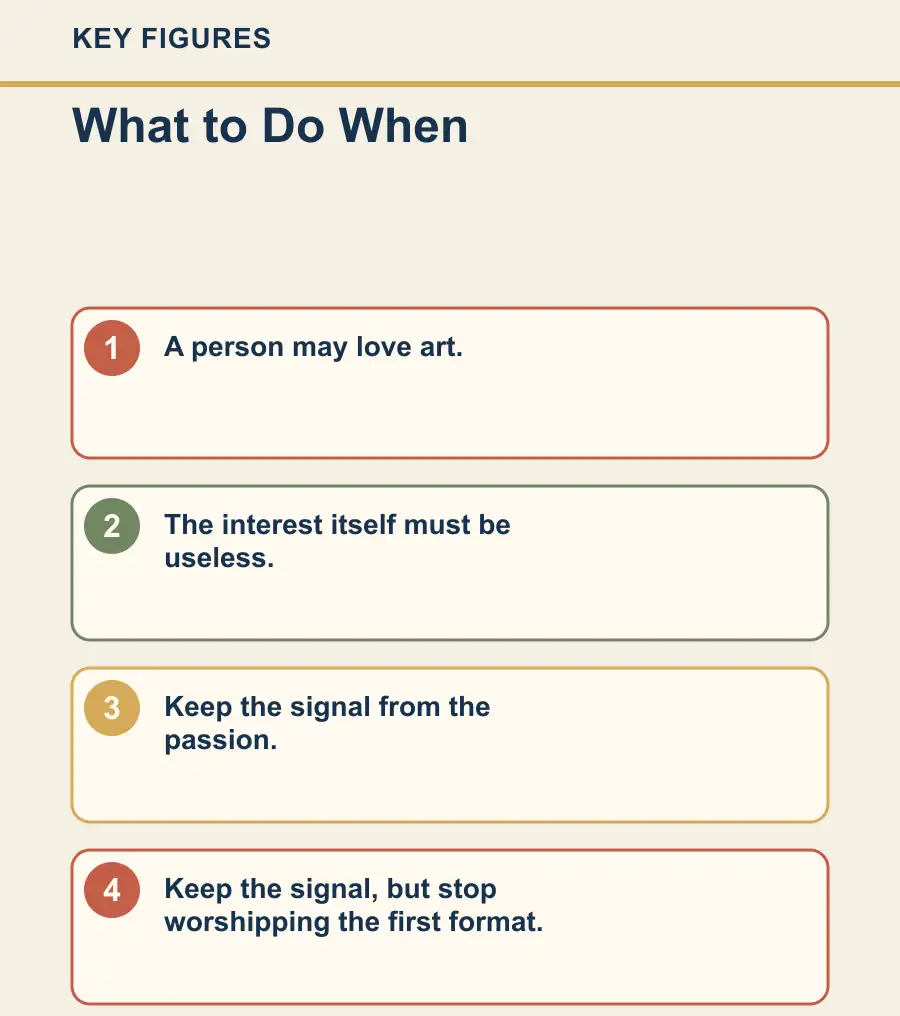 KEY FIGURES
What to Do When
1
A person may love art.
2
The interest itself must be
useless.
3
Keep the signal from the
passion.
4
Keep the signal, but stop
worshipping the first format.